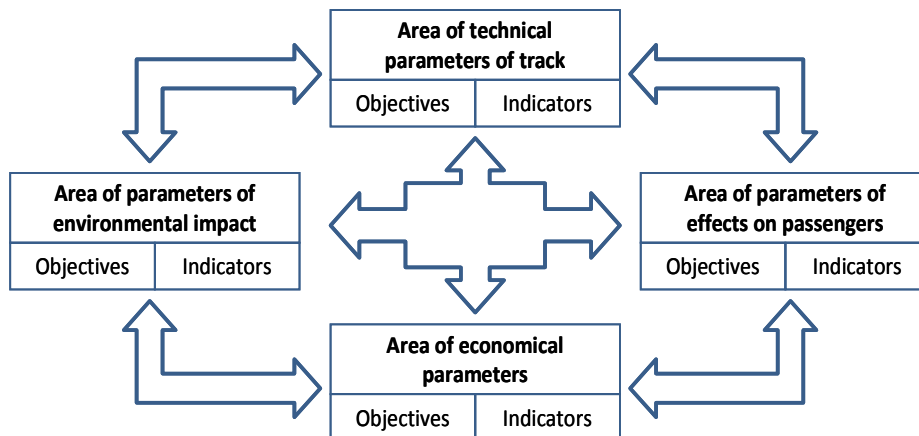 Area of technical
parameters of track
Objectives
Indicators
Area of parameters of
environmental impact
Objectives
Indicators
Area of parameters of
effects on passengers
Objectives
Indicators
Area of economical
parameters
Objectives
Indicators